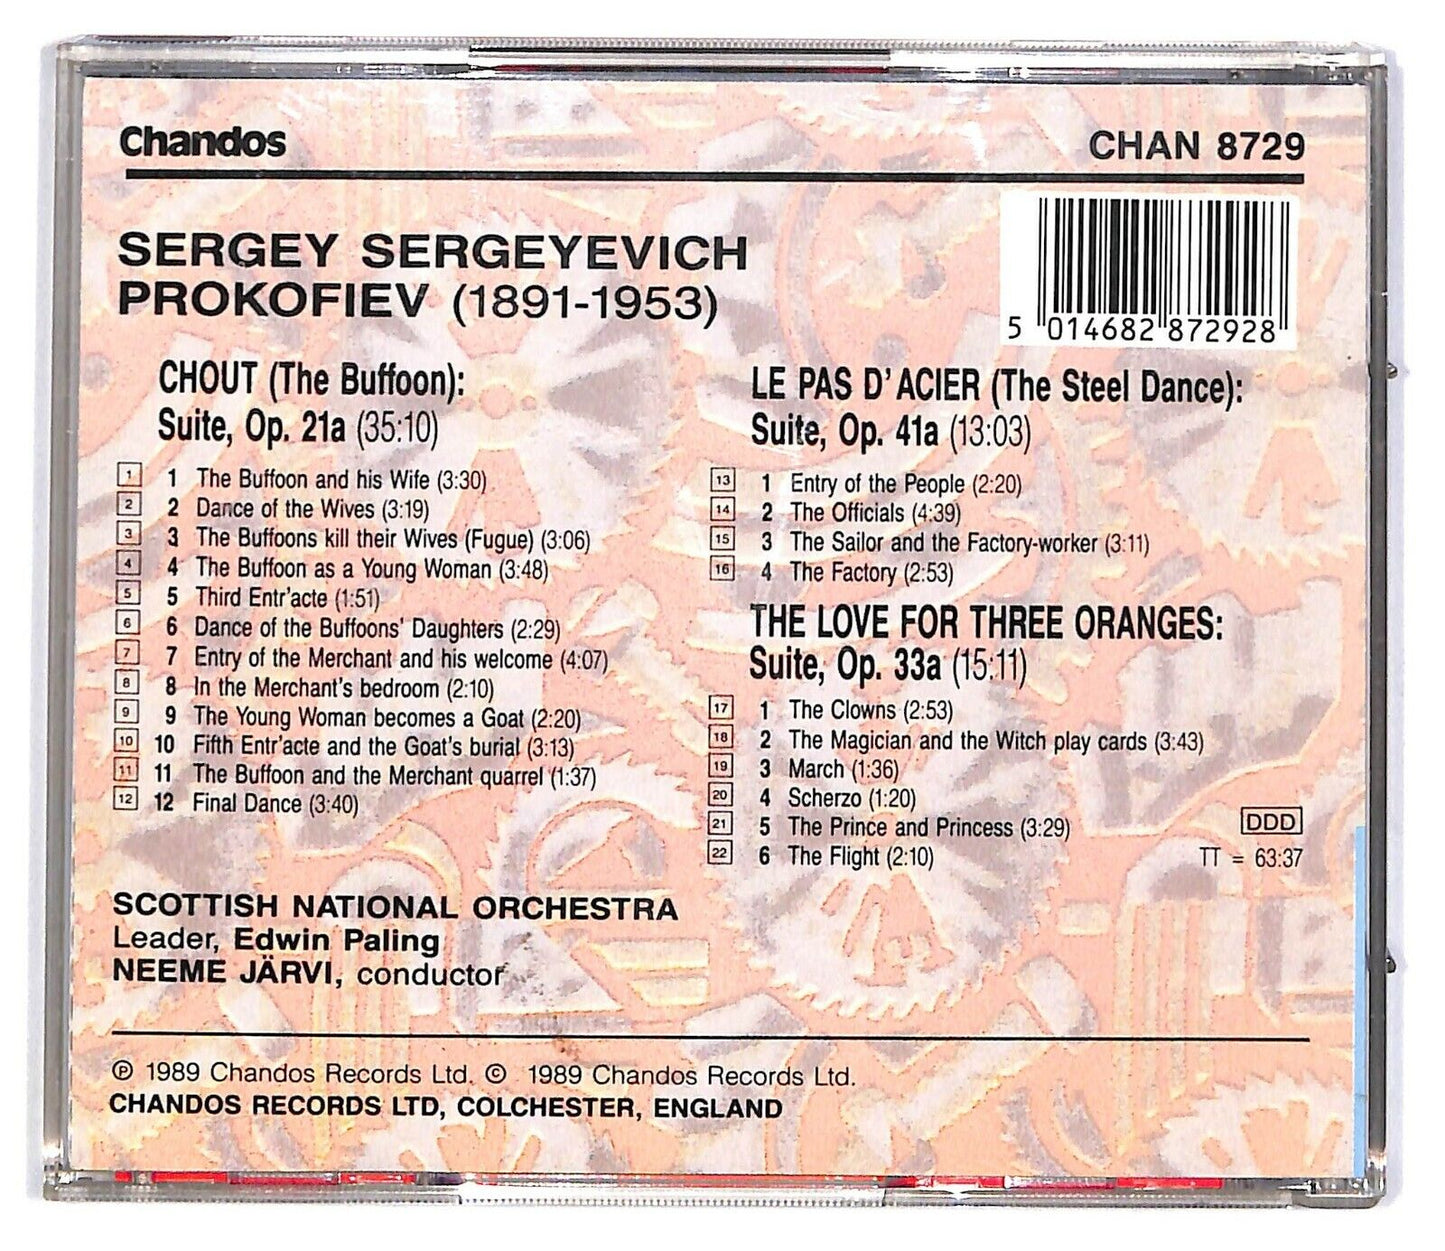 Chandos
CHAN 8729
SERGEY SERGEYEVICH
PROKOFIEV (1891-1953)
5 014682 872928
CHOUT (The Buffoon):
Suite, Op. 21a (35:10)
1 1 The Buffoon and his Wife (3:30)
2 2 Dance of the Wives (3:19)
3 3 The Buffoons kill their Wives (Fugue) (3:06)
4 4 The Buffoon as a Young Woman (3:48)
5 5 Third Entr'acte (1:51)
6 6 Dance of the Buffoons' Daughters (2:29)
7 7 Entry of the Merchant and his welcome (4:07)
8 8 In the Merchant's bedroom (2:10)
9 9 The Young Woman becomes a Goat (2:20)
10 10 Fifth Entr'acte and the Goat's burial (3:13)
11 11 The Buffoon and the Merchant quarrel (1:37)
12 12 Final Dance (3:40)
LE PAS D'ACIER (The Steel Dance):
Suite, Op. 41a (13:03)
13 1 Entry of the People (2:20)
14 2 The Officials (4:39)
15 3 The Sailor and the Factory-worker (3:11)
16 4 The Factory (2:53)
THE LOVE FOR THREE ORANGES:
Suite, Op. 33a (15:11)
17 1 The Clowns (2:53)
18 2 The Magician and the Witch play cards (3:43)
19 3 March (1:36)
20 4 Scherzo (1:20)
21 5 The Prince and Princess (3:29)
22 6 The Flight (2:10)
DDD
TT = 63:37
SCOTTISH NATIONAL ORCHESTRA
Leader, Edwin Paling
NEEME JÄRVI, conductor
℗ 1989 Chandos Records Ltd. © 1989 Chandos Records Ltd.
CHANDOS RECORDS LTD, COLCHESTER, ENGLAND